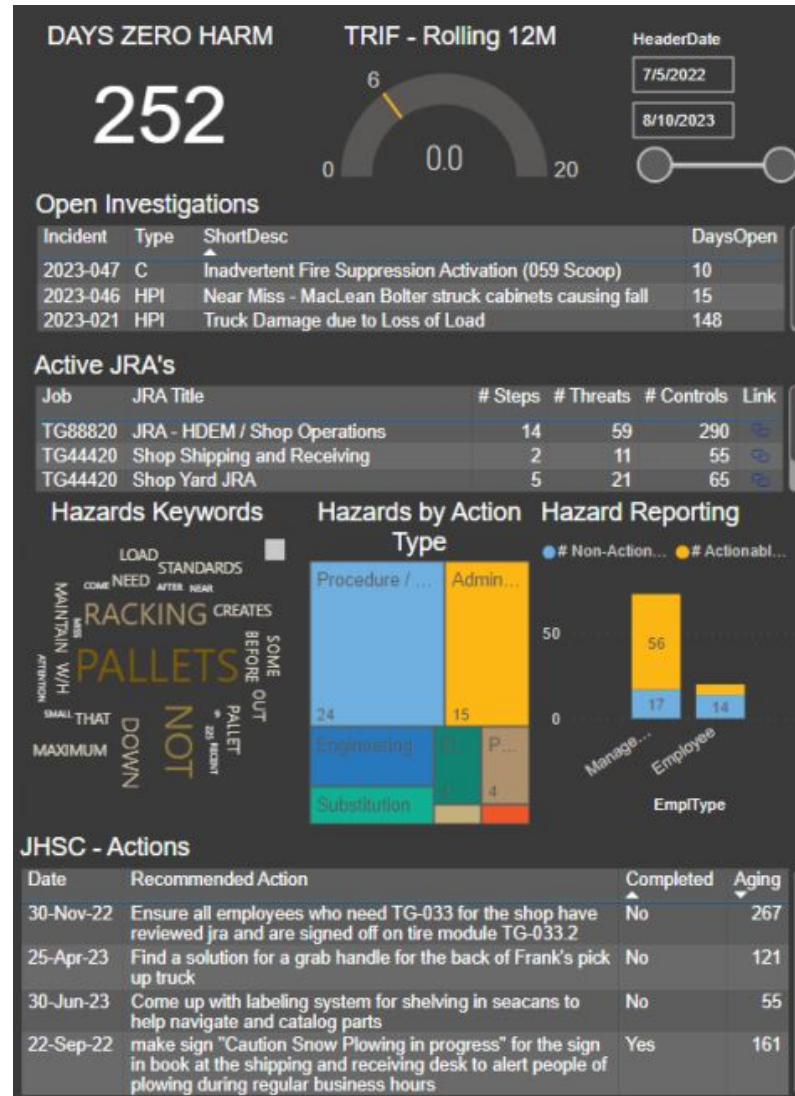 DAYS ZERO HARM
252
TRIF - Rolling 12M
6
0
0.0
20
HeaderDate
7/5/2022
8/10/2023
Open Investigations
Incident Type ShortDesc DaysOpen
2023-047 C Inadvertent Fire Suppression Activation (059 Scoop) 10
2023-046 HPI Near Miss - MacLean Bolter struck cabinets causing fall 15
2023-021 HPI Truck Damage due to Loss of Load 148
Active JRA's
Job JRA Title # Steps # Threats # Controls Link
TG88820 JRA - HDEM / Shop Operations 14 59 290
TG44420 Shop Shipping and Receiving 2 11 55
TG44420 Shop Yard JRA 5 21 65
Hazards Keywords
LOAD
STANDARDS
COME NEED AFTER NEAR
RACKING CREATES
MISS
MAINTAIN W/H
PALLETS
SOME
BEFORE OUT
ATTENTION
SMALL THAT
MAXIMUM
DOWN
NOT
225 RECENT
PALLET
Hazards by Action
Type
Procedure / ...
24
Admin...
15
Engineering
Substitution
P...
4
Hazard Reporting
# Non-Action... # Actionabl...
50
0
56
17
14
Manage...
Employee
EmplType
JHSC - Actions
Date Recommended Action Completed Aging
30-Nov-22 Ensure all employees who need TG-033 for the shop have No 267
reviewed jra and are signed off on tire module TG-033.2
25-Apr-23 Find a solution for a grab handle for the back of Frank's pick No 121
up truck
30-Jun-23 Come up with labeling system for shelving in seacans to No 55
help navigate and catalog parts
22-Sep-22 make sign "Caution Snow Plowing in progress" for the sign Yes 161
in book at the shipping and receiving desk to alert people of
plowing during regular business hours